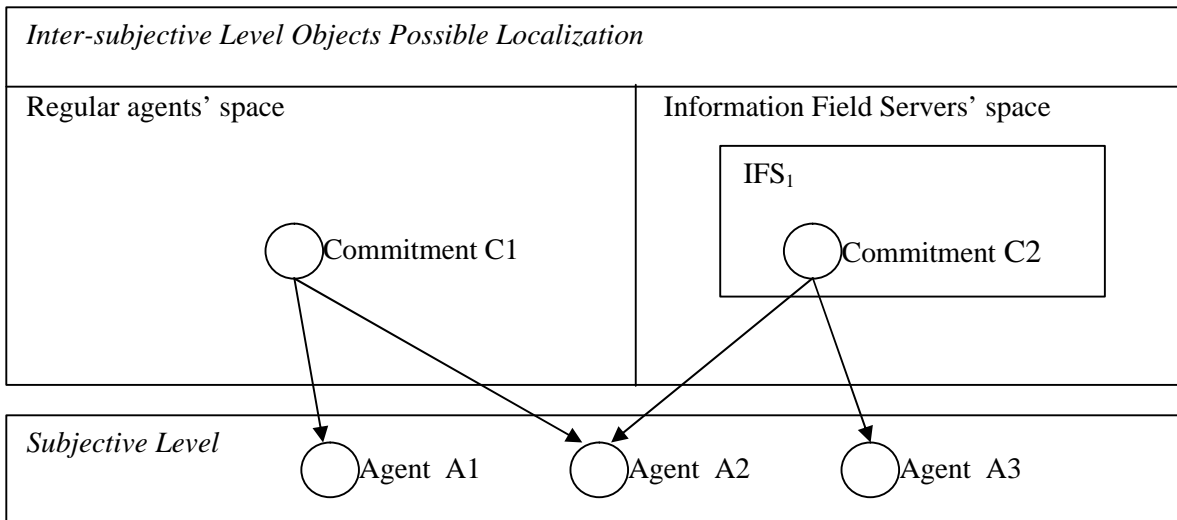 Inter-subjective Level Objects Possible Localization
Regular agents’ space
Information Field Servers’ space
IFS₁
Commitment C1
Commitment C2
Subjective Level
Agent A1
Agent A2
Agent A3